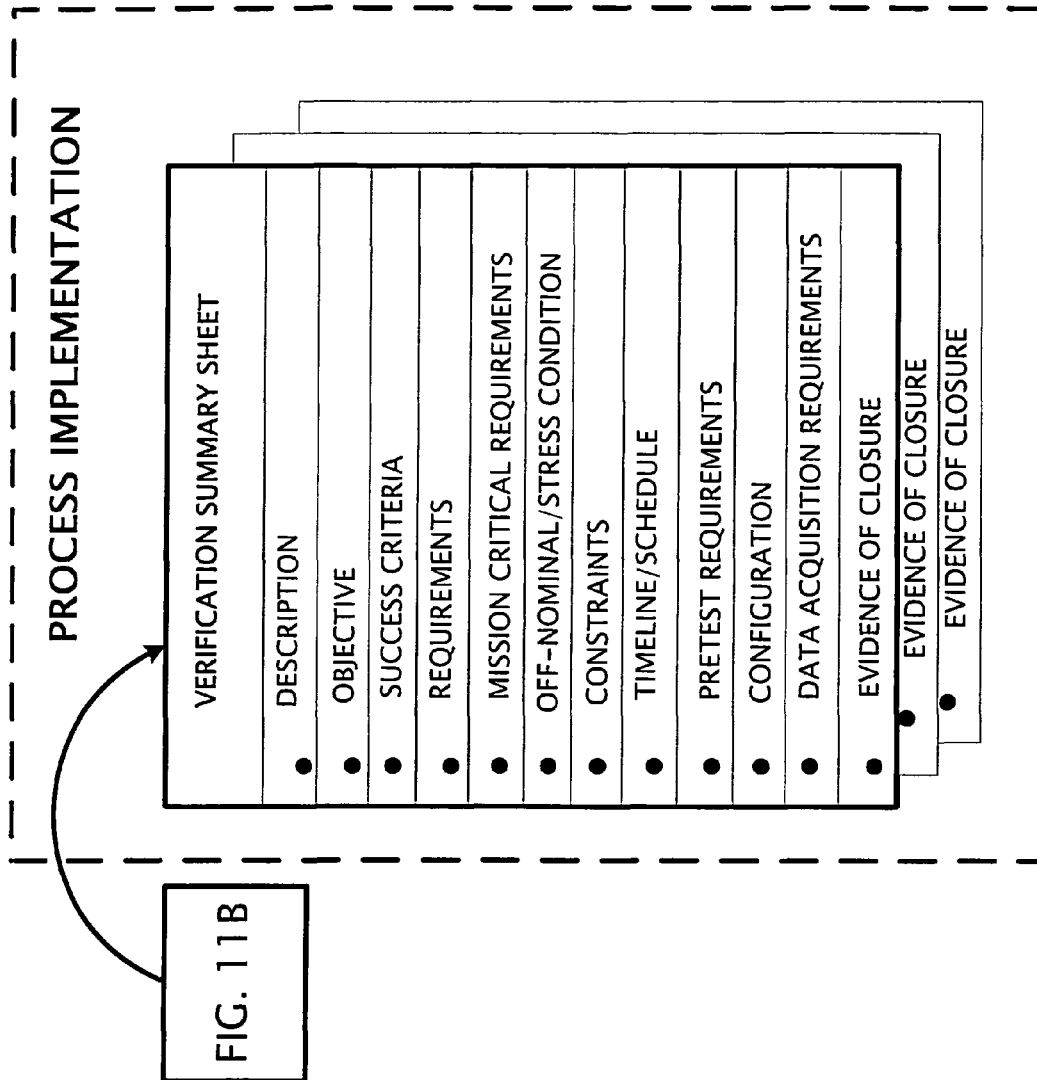 PROCESS IMPLEMENTATION
FIG. 11B
VERIFICATION SUMMARY SHEET
● DESCRIPTION
● OBJECTIVE
● SUCCESS CRITERIA
● REQUIREMENTS
● MISSION CRITICAL REQUIREMENTS
● OFF-NOMINAL/STRESS CONDITION
● CONSTRAINTS
● TIMELINE/SCHEDULE
● PRETEST REQUIREMENTS
● CONFIGURATION
● DATA ACQUISITION REQUIREMENTS
● EVIDENCE OF CLOSURE
● EVIDENCE OF CLOSURE
● EVIDENCE OF CLOSURE